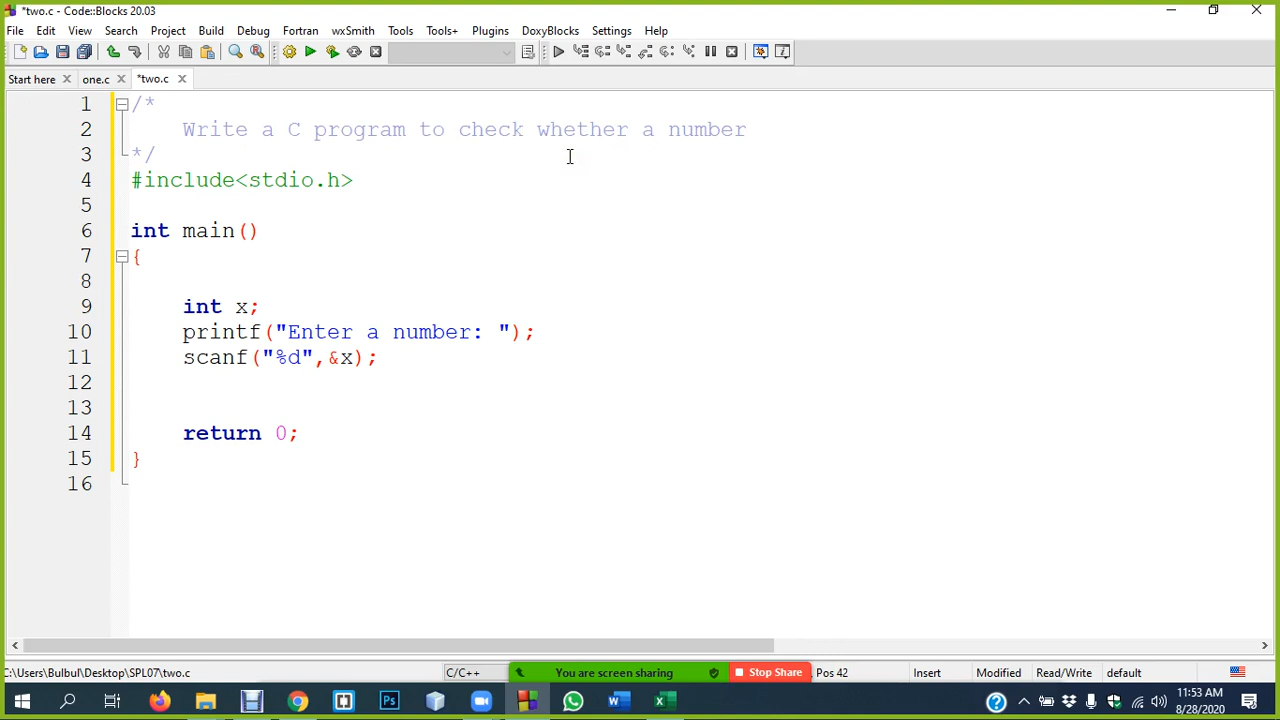 *two.c - Code::Blocks 20.03
File Edit View Search Project Build Debug Fortran wxSmith Tools Tools+ Plugins DoxyBlocks Settings Help
Start here one.c *two.c
1 /*
2 Write a C program to check whether a number
3 */
4 #include<stdio.h>
5
6 int main()
7 {
8
9 int x;
10 printf("Enter a number: ");
11 scanf("%d",&x);
12
13
14 return 0;
15 }
16
C:\Users\Bulbul\Desktop\SPL07\two.c C/C++ You are screen sharing Stop Share Pos 42 Insert Modified Read/Write default
11:53 AM
8/28/2020